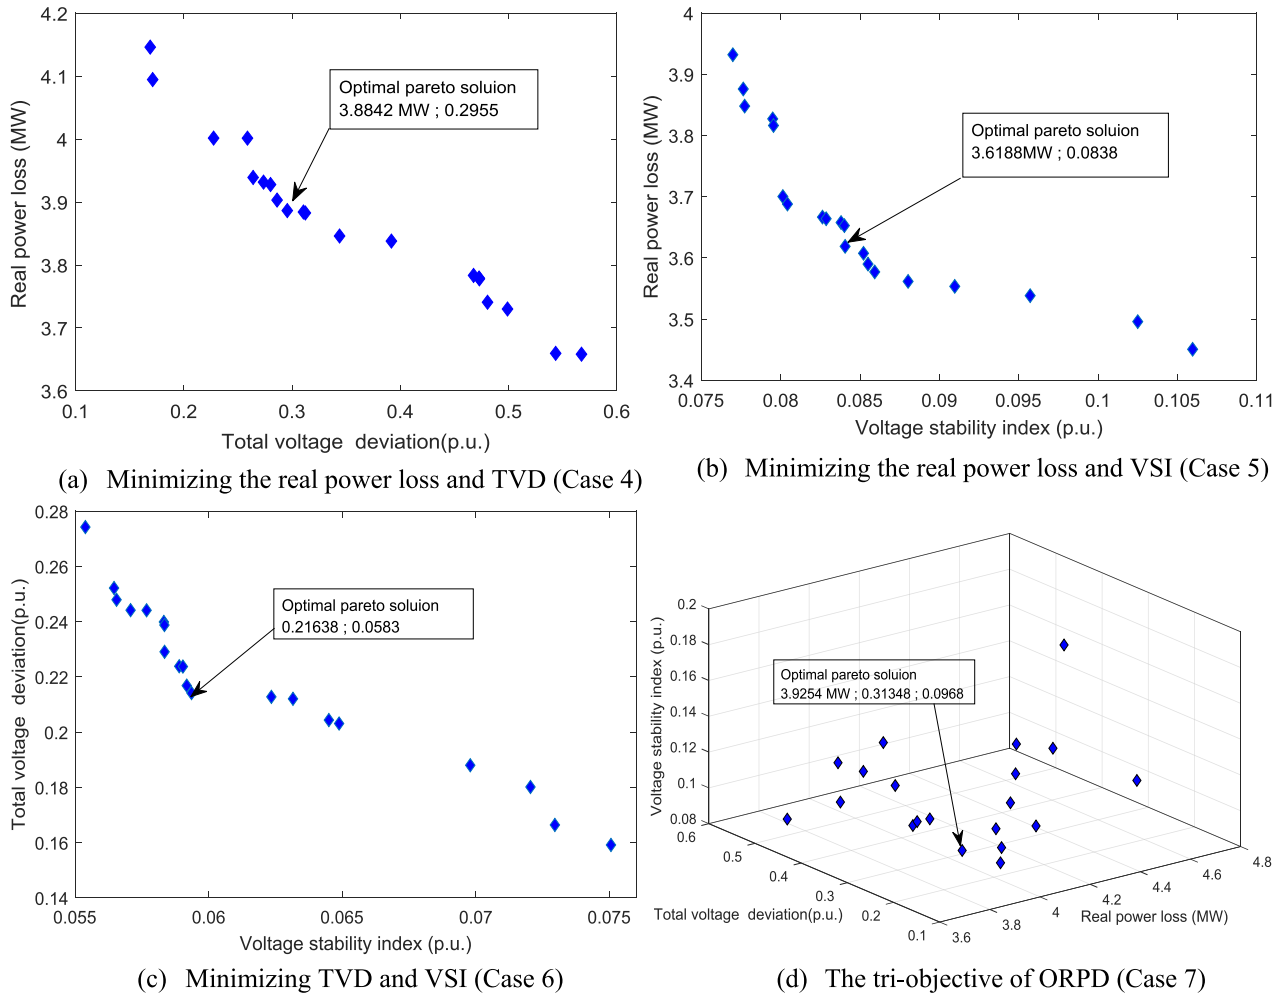 4.2
4.1
4
3.9
3.8
3.7
3.6
Real power loss (MW)
0.1 0.2 0.3 0.4 0.5 0.6
Total voltage deviation(p.u.)
Optimal pareto soluion
3.8842 MW ; 0.2955
(a) Minimizing the real power loss and TVD (Case 4)
4
3.9
3.8
3.7
3.6
3.5
3.4
Real power loss (MW)
0.075 0.08 0.085 0.09 0.095 0.1 0.105 0.11
Voltage stability index (p.u.)
Optimal pareto soluion
3.6188MW ; 0.0838
(b) Minimizing the real power loss and VSI (Case 5)
0.28
0.26
0.24
0.22
0.2
0.18
0.16
0.14
Total voltage deviation(p.u.)
0.055 0.06 0.065 0.07 0.075
Voltage stability index (p.u.)
Optimal pareto soluion
0.21638 ; 0.0583
(c) Minimizing TVD and VSI (Case 6)
0.2
0.18
0.16
0.14
0.12
0.1
0.08
Voltage stability index (p.u.)
0.6
0.5
0.4
0.3
0.2
0.1
Total voltage deviation(p.u.)
3.6
3.8
4
4.2
4.4
4.6
4.8
Real power loss (MW)
Optimal pareto soluion
3.9254 MW ; 0.31348 ; 0.0968
(d) The tri-objective of ORPD (Case 7)